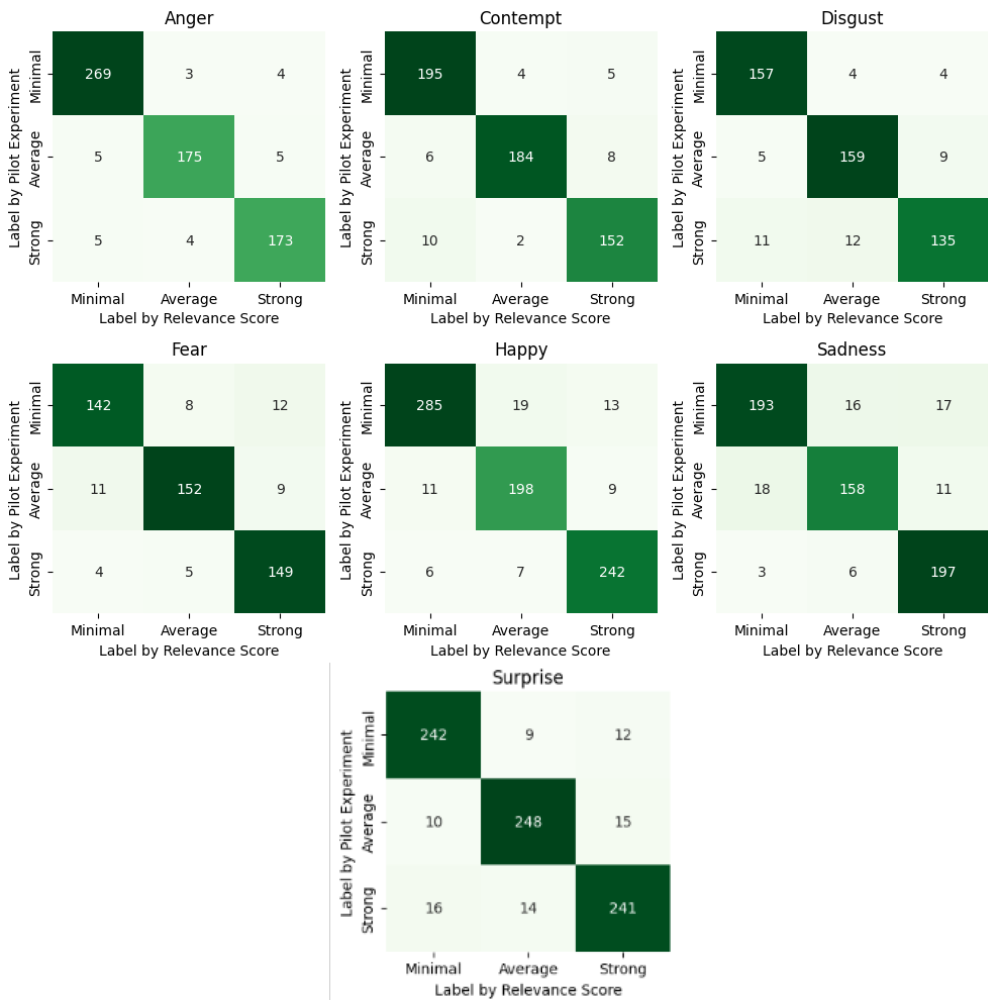 Anger
Label by Pilot Experiment
Minimal
269 3 4
Average
5 175 5
Strong
5 4 173
Minimal Average Strong
Label by Relevance Score
Contempt
Label by Pilot Experiment
Minimal
195 4 5
Average
6 184 8
Strong
10 2 152
Minimal Average Strong
Label by Relevance Score
Disgust
Label by Pilot Experiment
Minimal
157 4 4
Average
5 159 9
Strong
11 12 135
Minimal Average Strong
Label by Relevance Score
Fear
Label by Pilot Experiment
Minimal
142 8 12
Average
11 152 9
Strong
4 5 149
Minimal Average Strong
Label by Relevance Score
Happy
Label by Pilot Experiment
Minimal
285 19 13
Average
11 198 9
Strong
6 7 242
Minimal Average Strong
Label by Relevance Score
Sadness
Label by Pilot Experiment
Minimal
193 16 17
Average
18 158 11
Strong
3 6 197
Minimal Average Strong
Label by Relevance Score
Surprise
Label by Pilot Experiment
Minimal
242 9 12
Average
10 248 15
Strong
16 14 241
Minimal Average Strong
Label by Relevance Score